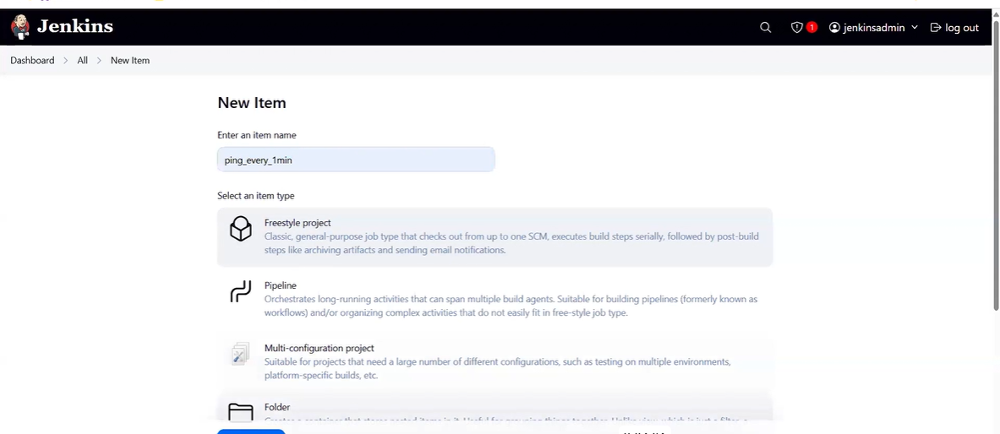 Jenkins
1
jenkinsadmin
log out
Dashboard
All
New Item
New Item
Enter an item name
ping_every_1min
Select an item type
Freestyle project
Classic, general-purpose job type that checks out from up to one SCM, executes build steps serially, followed by post-build
steps like archiving artifacts and sending email notifications.
Pipeline
Orchestrates long-running activities that can span multiple build agents. Suitable for building pipelines (formerly known as
workflows) and/or organizing complex activities that do not easily fit in free-style job type.
Multi-configuration project
Suitable for projects that need a large number of different configurations, such as testing on multiple environments,
platform-specific builds, etc.
Folder